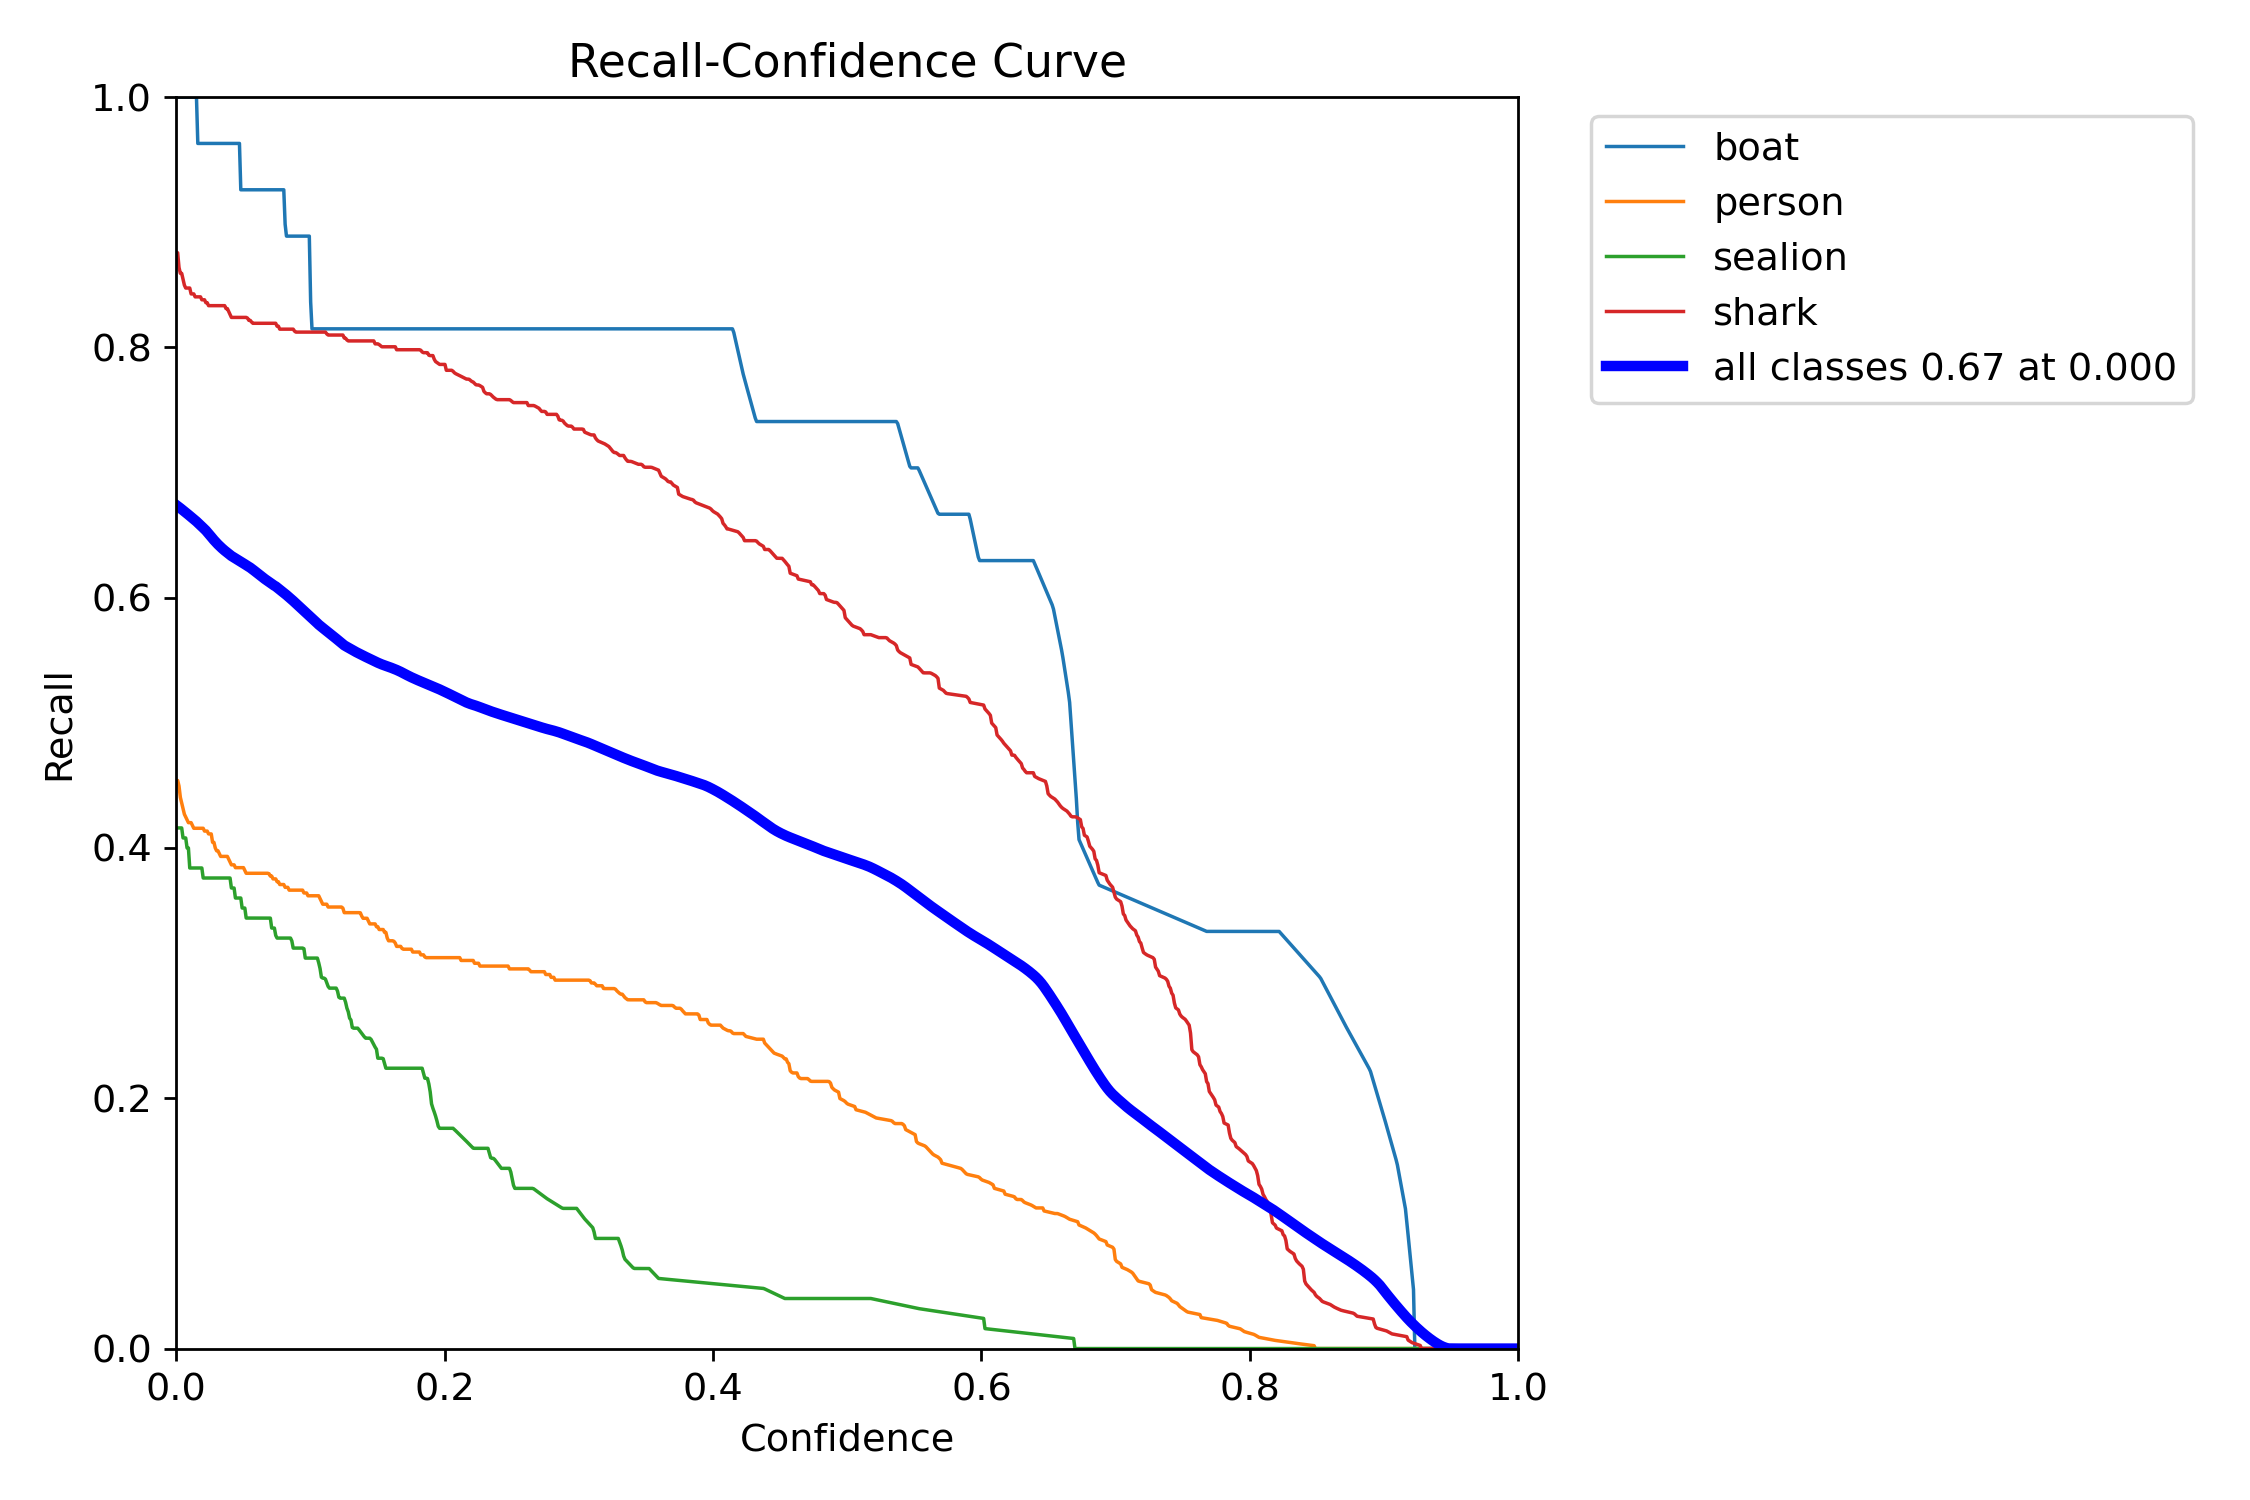 Recall-Confidence Curve
1.0
0.8
0.6
0.4
0.2
0.0
Recall
0.0 0.2 0.4 0.6 0.8 1.0
Confidence
boat
person
sealion
shark
all classes 0.67 at 0.000